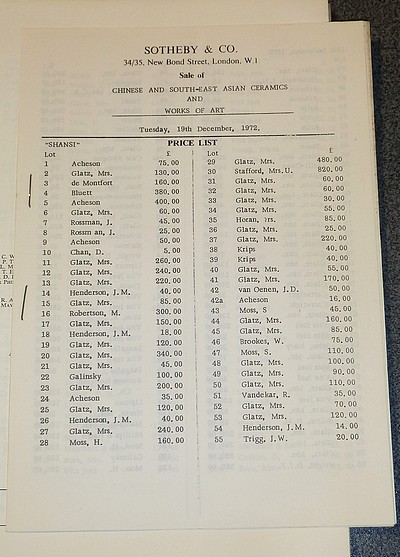 SOTHEBY & CO.
34/35, New Bond Street, London, W.1
Sale of
CHINESE AND SOUTH-EAST ASIAN CERAMICS
AND
WORKS OF ART
Tuesday, 19th December, 1972.
"SHANSI" PRICE LIST
Lot £
1 Acheson 75.00
2 Glatz, Mrs. 130.00
3 de Montfort 160.00
4 Bluett 380.00
5 Acheson 400.00
6 Glatz, Mrs. 60.00
7 Rossman, J. 45.00
8 Rossm an, J. 25.00
9 Acheson 50.00
10 Chan, D. 5.00
11 Glatz, Mrs. 260.00
12 Glatz, Mrs. 240.00
13 Glatz, Mrs. 220.00
14 Henderson, J.M. 40.00
15 Glatz, Mrs. 85.00
16 Robertson, M. 300.00
17 Glatz, Mrs. 150.00
18 Henderson, J.M. 18.00
19 Glatz, Mrs. 120.00
20 Glatz, Mrs. 340.00
21 Glatz, Mrs. 45.00
22 Galinsky 100.00
23 Glatz, Mrs. 200.00
24 Acheson 35.00
25 Glatz, Mrs. 120.00
26 Henderson, J.M. 40.00
27 Glatz, Mrs. 240.00
28 Moss, H. 160.00
Lot £
29 Glatz, Mrs. 480.00
30 Stafford, Mrs. U. 820.00
31 Glatz, Mrs. 60.00
32 Glatz, Mrs. 60.00
33 Glatz, Mrs. 30.00
34 Glatz, Mrs. 55.00
35 Horan, :rs. 85.00
36 Glatz, Mrs. 25.00
37 Glatz, Mrs. 220.00
38 Krips 40.00
39 Krips 40.00
40 Glatz, Mrs. 55.00
41 Glatz, Mrs. 170.00
42 van Oenen, J.D. 50.00
42a Acheson 16.00
43 Moss, S 45.00
44 Glatz, Mrs. 160.00
45 Glatz, Mrs. 85.00
46 Brookes, W. 75.00
47 Moss, S. 110.00
48 Glatz, Mrs. 100.00
49 Glatz, Mrs. 90.00
50 Glatz, Mrs. 110.00
51 Vandekar, R. 35.00
52 Glatz, Mrs. 70.00
53 Glatz, Mrs. 120.00
54 Henderson, J.M. 14.00
55 Trigg, J.W. 20.00